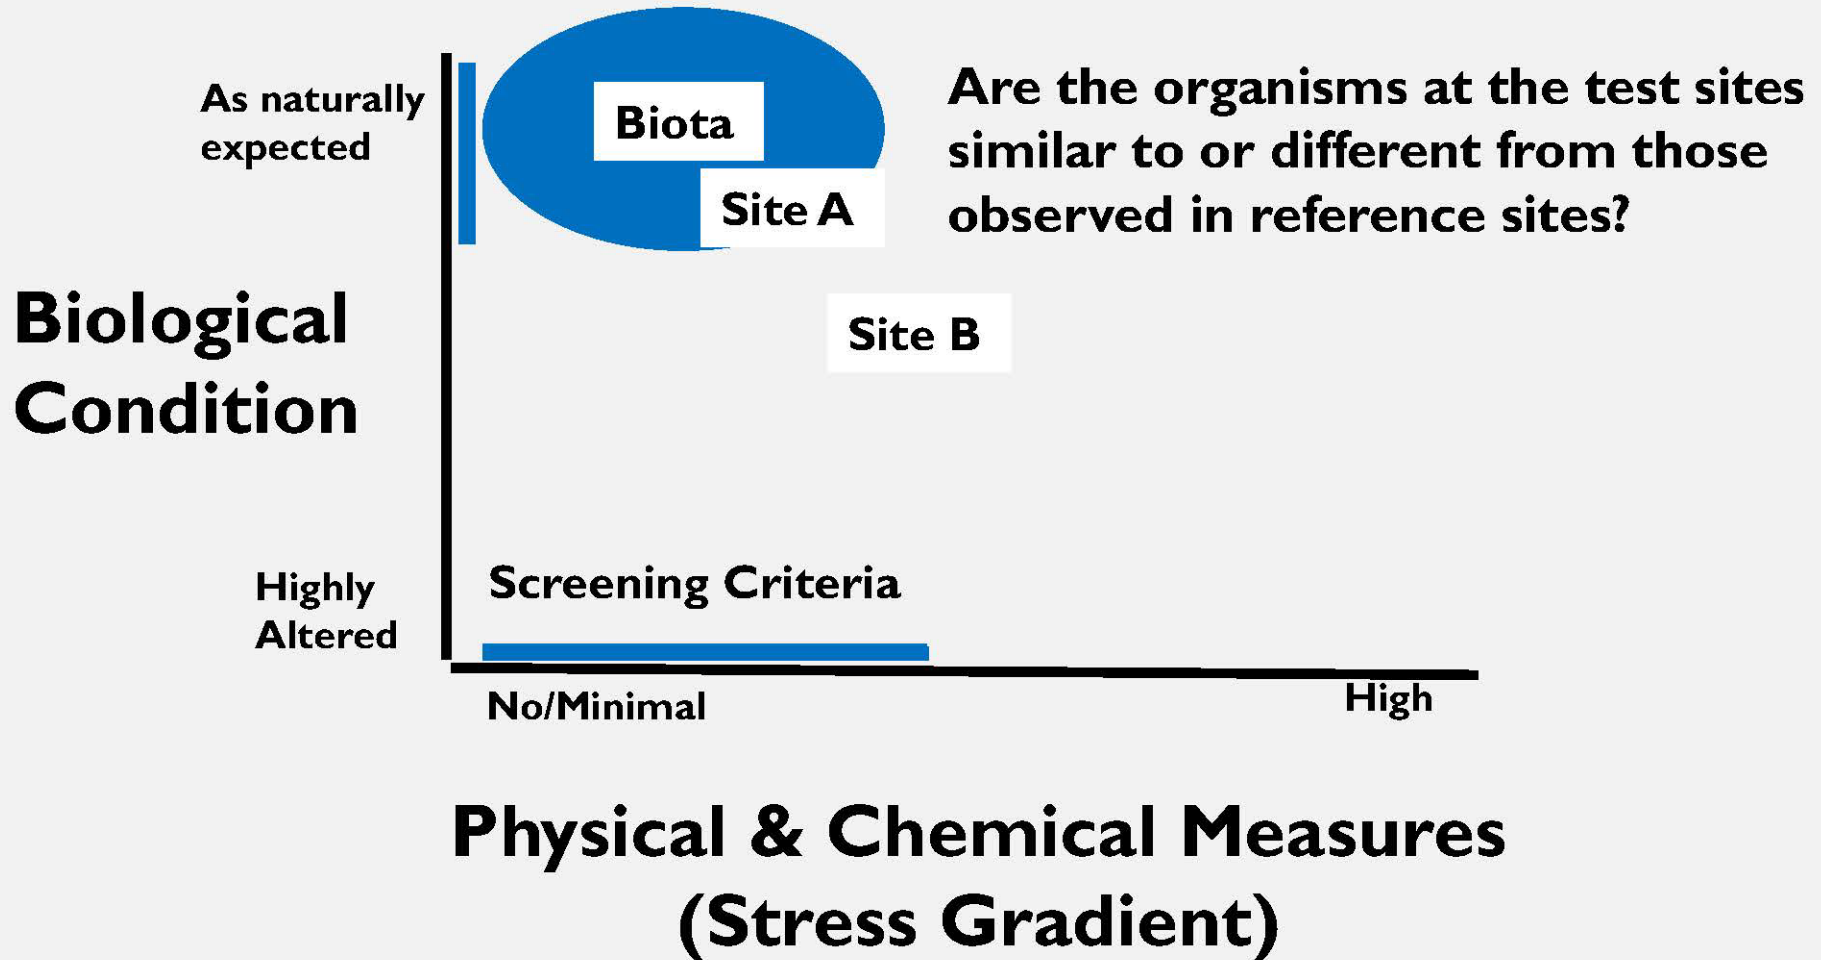 As naturally
expected
Biota
Site A
Are the organisms at the test sites
similar to or different from those
observed in reference sites?
Biological
Condition
Site B
Highly
Altered
Screening Criteria
No/Minimal
High
Physical & Chemical Measures
(Stress Gradient)